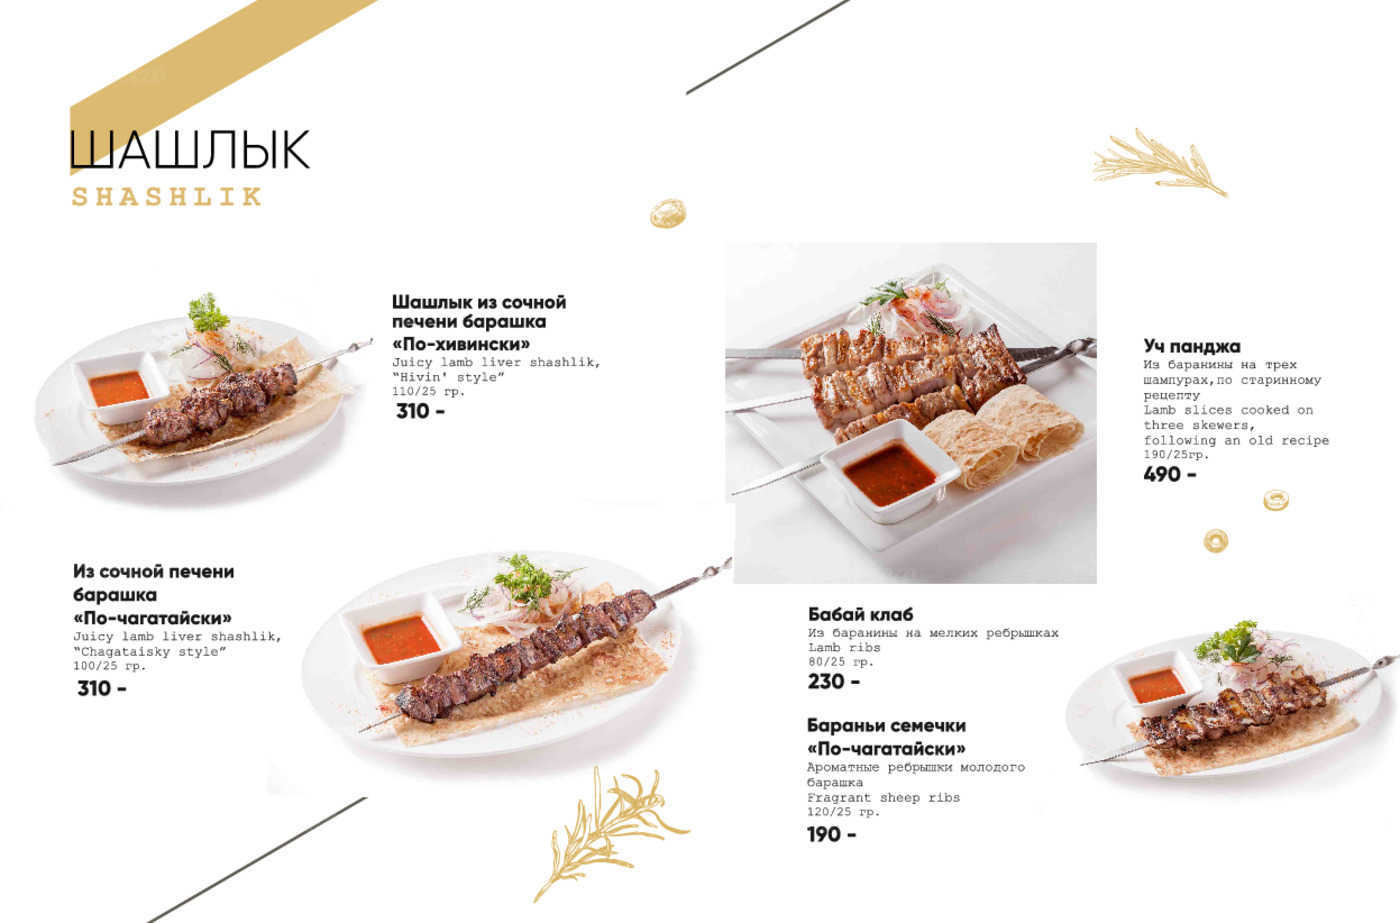 ШАШЛЫК
SHASHLIK
Шашлык из сочной
печени барашка
«По-хивински»
Juicy lamb liver shashlik,
"Hivin' style”
110/25 гр.
310 -
Из сочной печени
барашка
«По-чагатайски»
Juicy lamb liver shashlik,
“Chagataisky style”
100/25 гр.
310 -
Уч панджа
Из баранины на трех
шампурах,по старинному
рецепту
Lamb slices cooked on
three skewers,
following an old recipe
190/25гр.
490 -
Бабай клаб
Из баранины на мелких ребрышках
Lamb ribs
80/25 гр.
230 -
Бараньи семечки
«По-чагатайски»
Ароматные ребрышки молодого
барашка
Fragrant sheep ribs
120/25 гр.
190 -